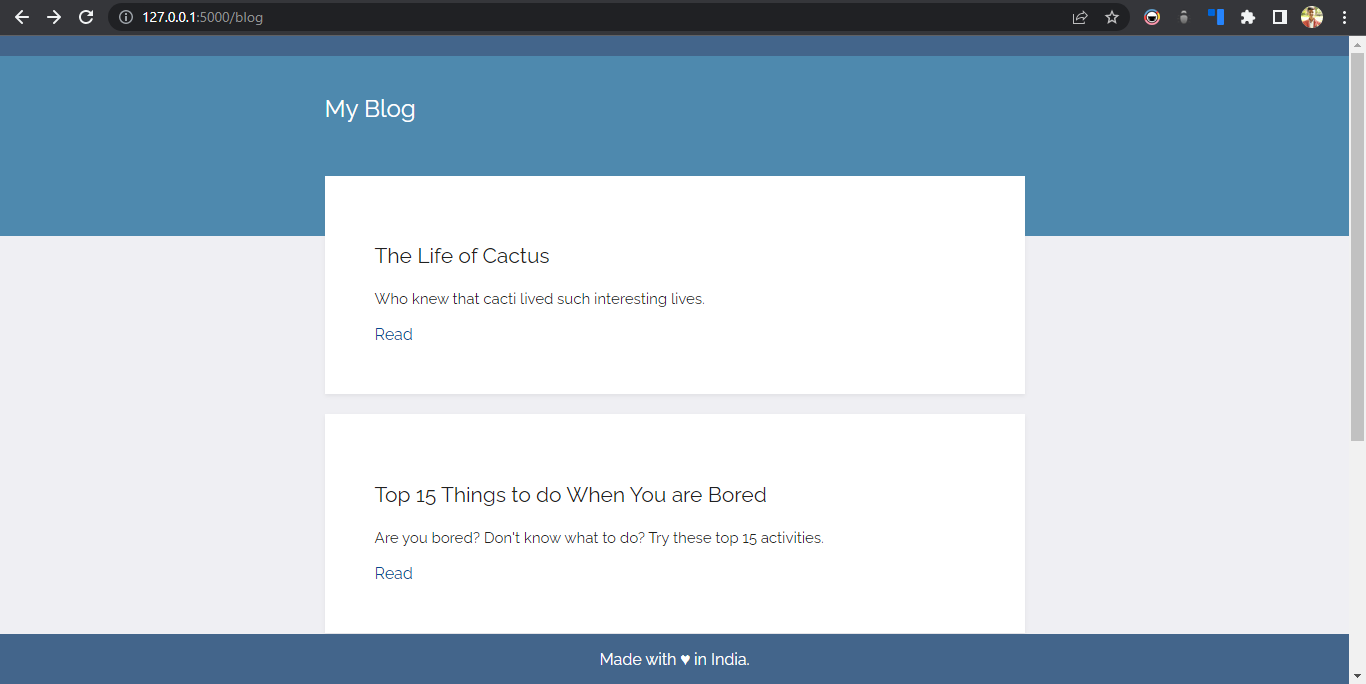 127.0.0.1:5000/blog
My Blog
The Life of Cactus
Who knew that cacti lived such interesting lives.
Read
Top 15 Things to do When You are Bored
Are you bored? Don't know what to do? Try these top 15 activities.
Read
Made with ♥ in India.